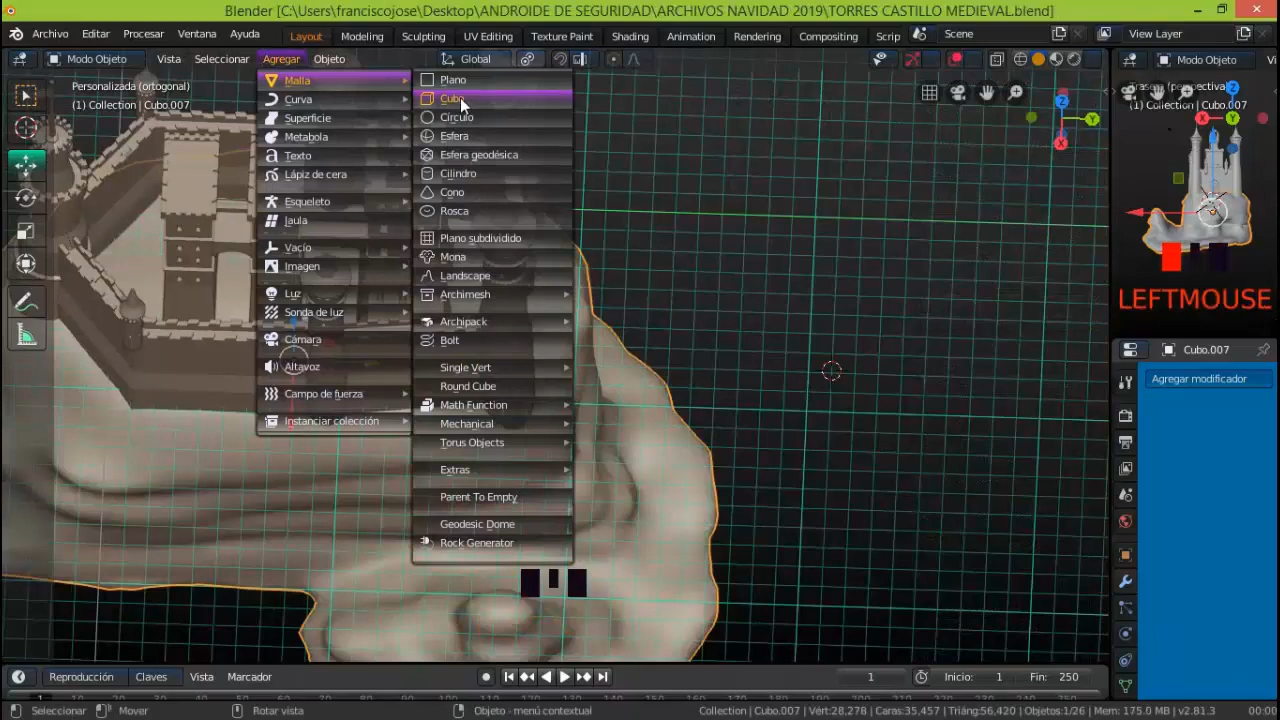 Blender [C:\Users\franciscojose\Desktop\ANDROIDE DE SEGURIDAD\ARCHIVOS NAVIDAD 2019\TORRES CASTILLO MEDIEVAL.blend]
Archivo Editar Procesar Ventana Ayuda Layout Modeling Sculpting UV Editing Texture Paint Shading Animation Rendering Compositing Scrip Scene View Layer
Modo Objeto Vista Seleccionar Agregar Objeto Global Modo Objeto
Personalizada (ortogonal)
(1) Collection | Cubo.007
(1) Collection | Cubo.007
Malla
Curva
Superficie
Metabola
Texto
Lápiz de cera
Esqueleto
Jaula
Vacío
Imagen
Luz
Sonda de luz
Cámara
Altavoz
Campo de fuerza
Instanciar colección
Plano
Cubo
Círculo
Esfera
Esfera geodésica
Cilindro
Cono
Rosca
Plano subdividido
Mona
Landscape
Archimesh
Archipack
Bolt
Single Vert
Round Cube
Math Function
Mechanical
Torus Objects
Extras
Parent To Empty
Geodesic Dome
Rock Generator
Z
Y
X
Z
X Y
LEFTMOUSE
Cubo.007
Agregar modificador
Reproducción Claves Vista Marcador 1 Inicio: 1 Fin: 250
Seleccionar Mover Rotar vista Objeto - menú contextual Collection | Cubo.007 | Vért:28,278 | Caras:35,457 | Triáng:56,420 | Objetos:1/26 | Mem: 175.0 MB | v2.81.3 00:00